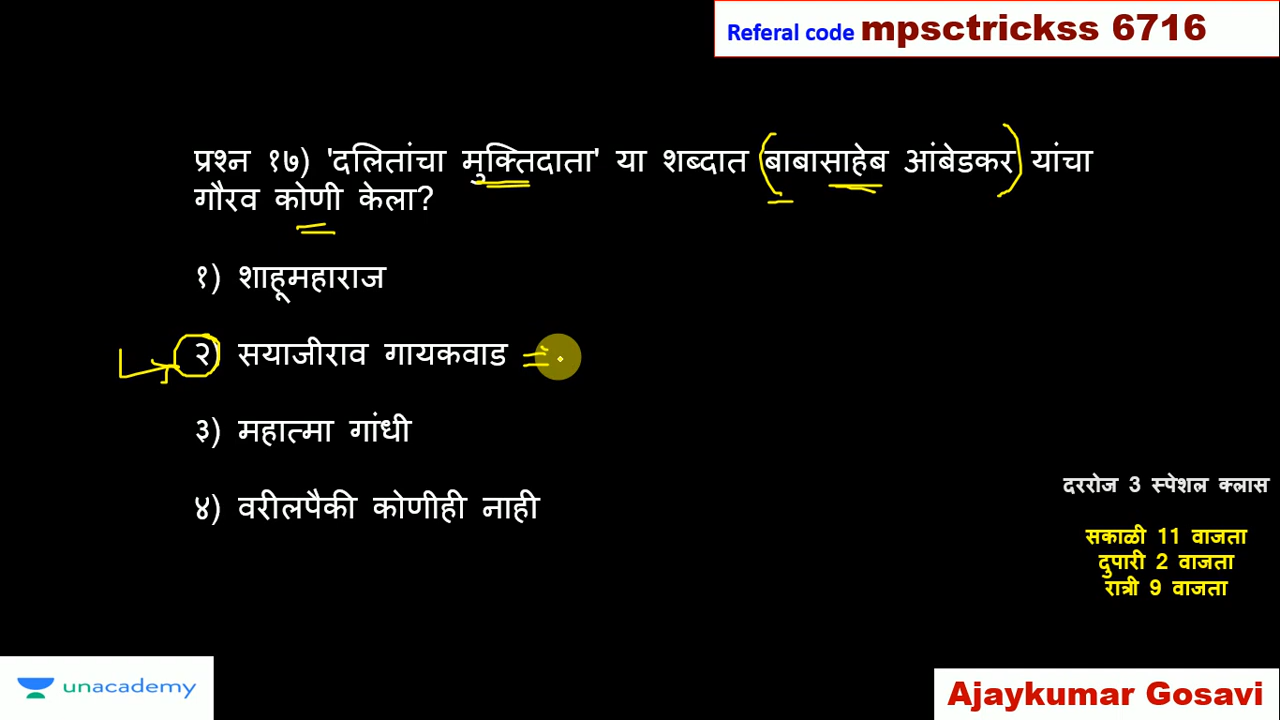 Referal code mpsctrickss 6716
प्रश्न १७) 'दलितांचा मुक्तिदाता' या शब्दात बाबासाहेब आंबेडकर यांचा
गौरव कोणी केला?
१) शाहूमहाराज
२) सयाजीराव गायकवाड
३) महात्मा गांधी
४) वरीलपैकी कोणीही नाही
दररोज 3 स्पेशल क्लास
सकाळी 11 वाजता
दुपारी 2 वाजता
रात्री 9 वाजता
unacademy
Ajaykumar Gosavi